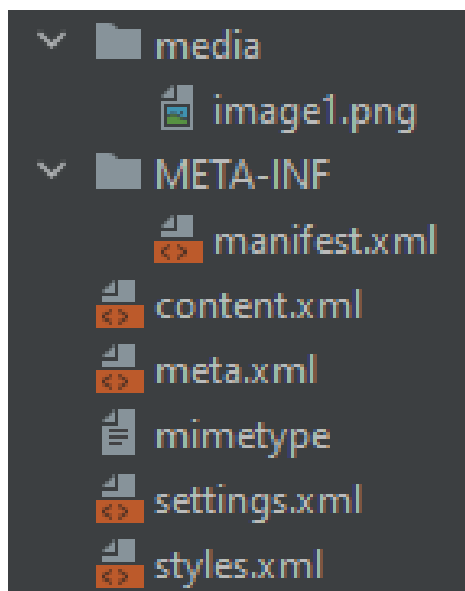 media
image1.png
META-INF
manifest.xml
content.xml
meta.xml
mimetype
settings.xml
styles.xml